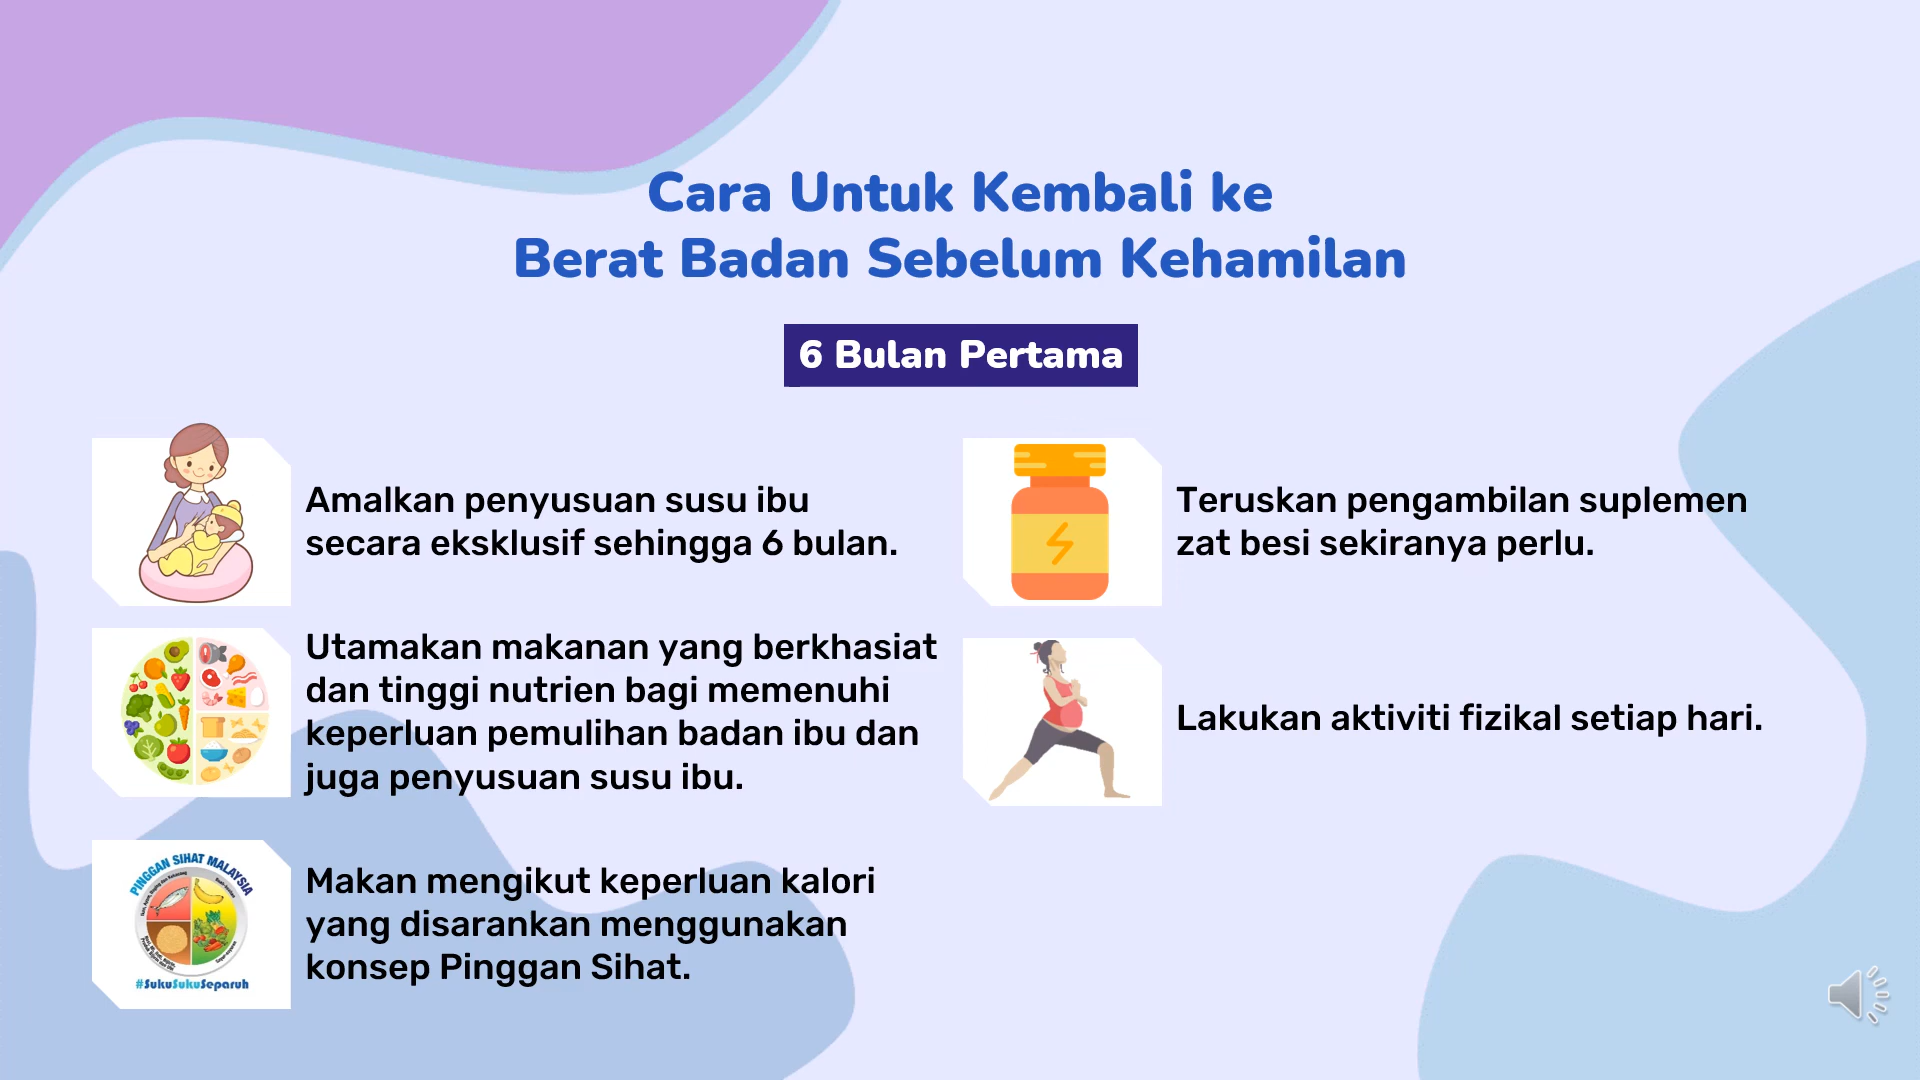 Cara Untuk Kembali ke
Berat Badan Sebelum Kehamilan
6 Bulan Pertama
Amalkan penyusuan susu ibu
secara eksklusif sehingga 6 bulan.
Utamakan makanan yang berkhasiat
dan tinggi nutrien bagi memenuhi
keperluan pemulihan badan ibu dan
juga penyusuan susu ibu.
PINGGAN SIHAT MALAYSIA
#SukuSukuSeparuh
Makan mengikut keperluan kalori
yang disarankan menggunakan
konsep Pinggan Sihat.
Teruskan pengambilan suplemen
zat besi sekiranya perlu.
Lakukan aktiviti fizikal setiap hari.